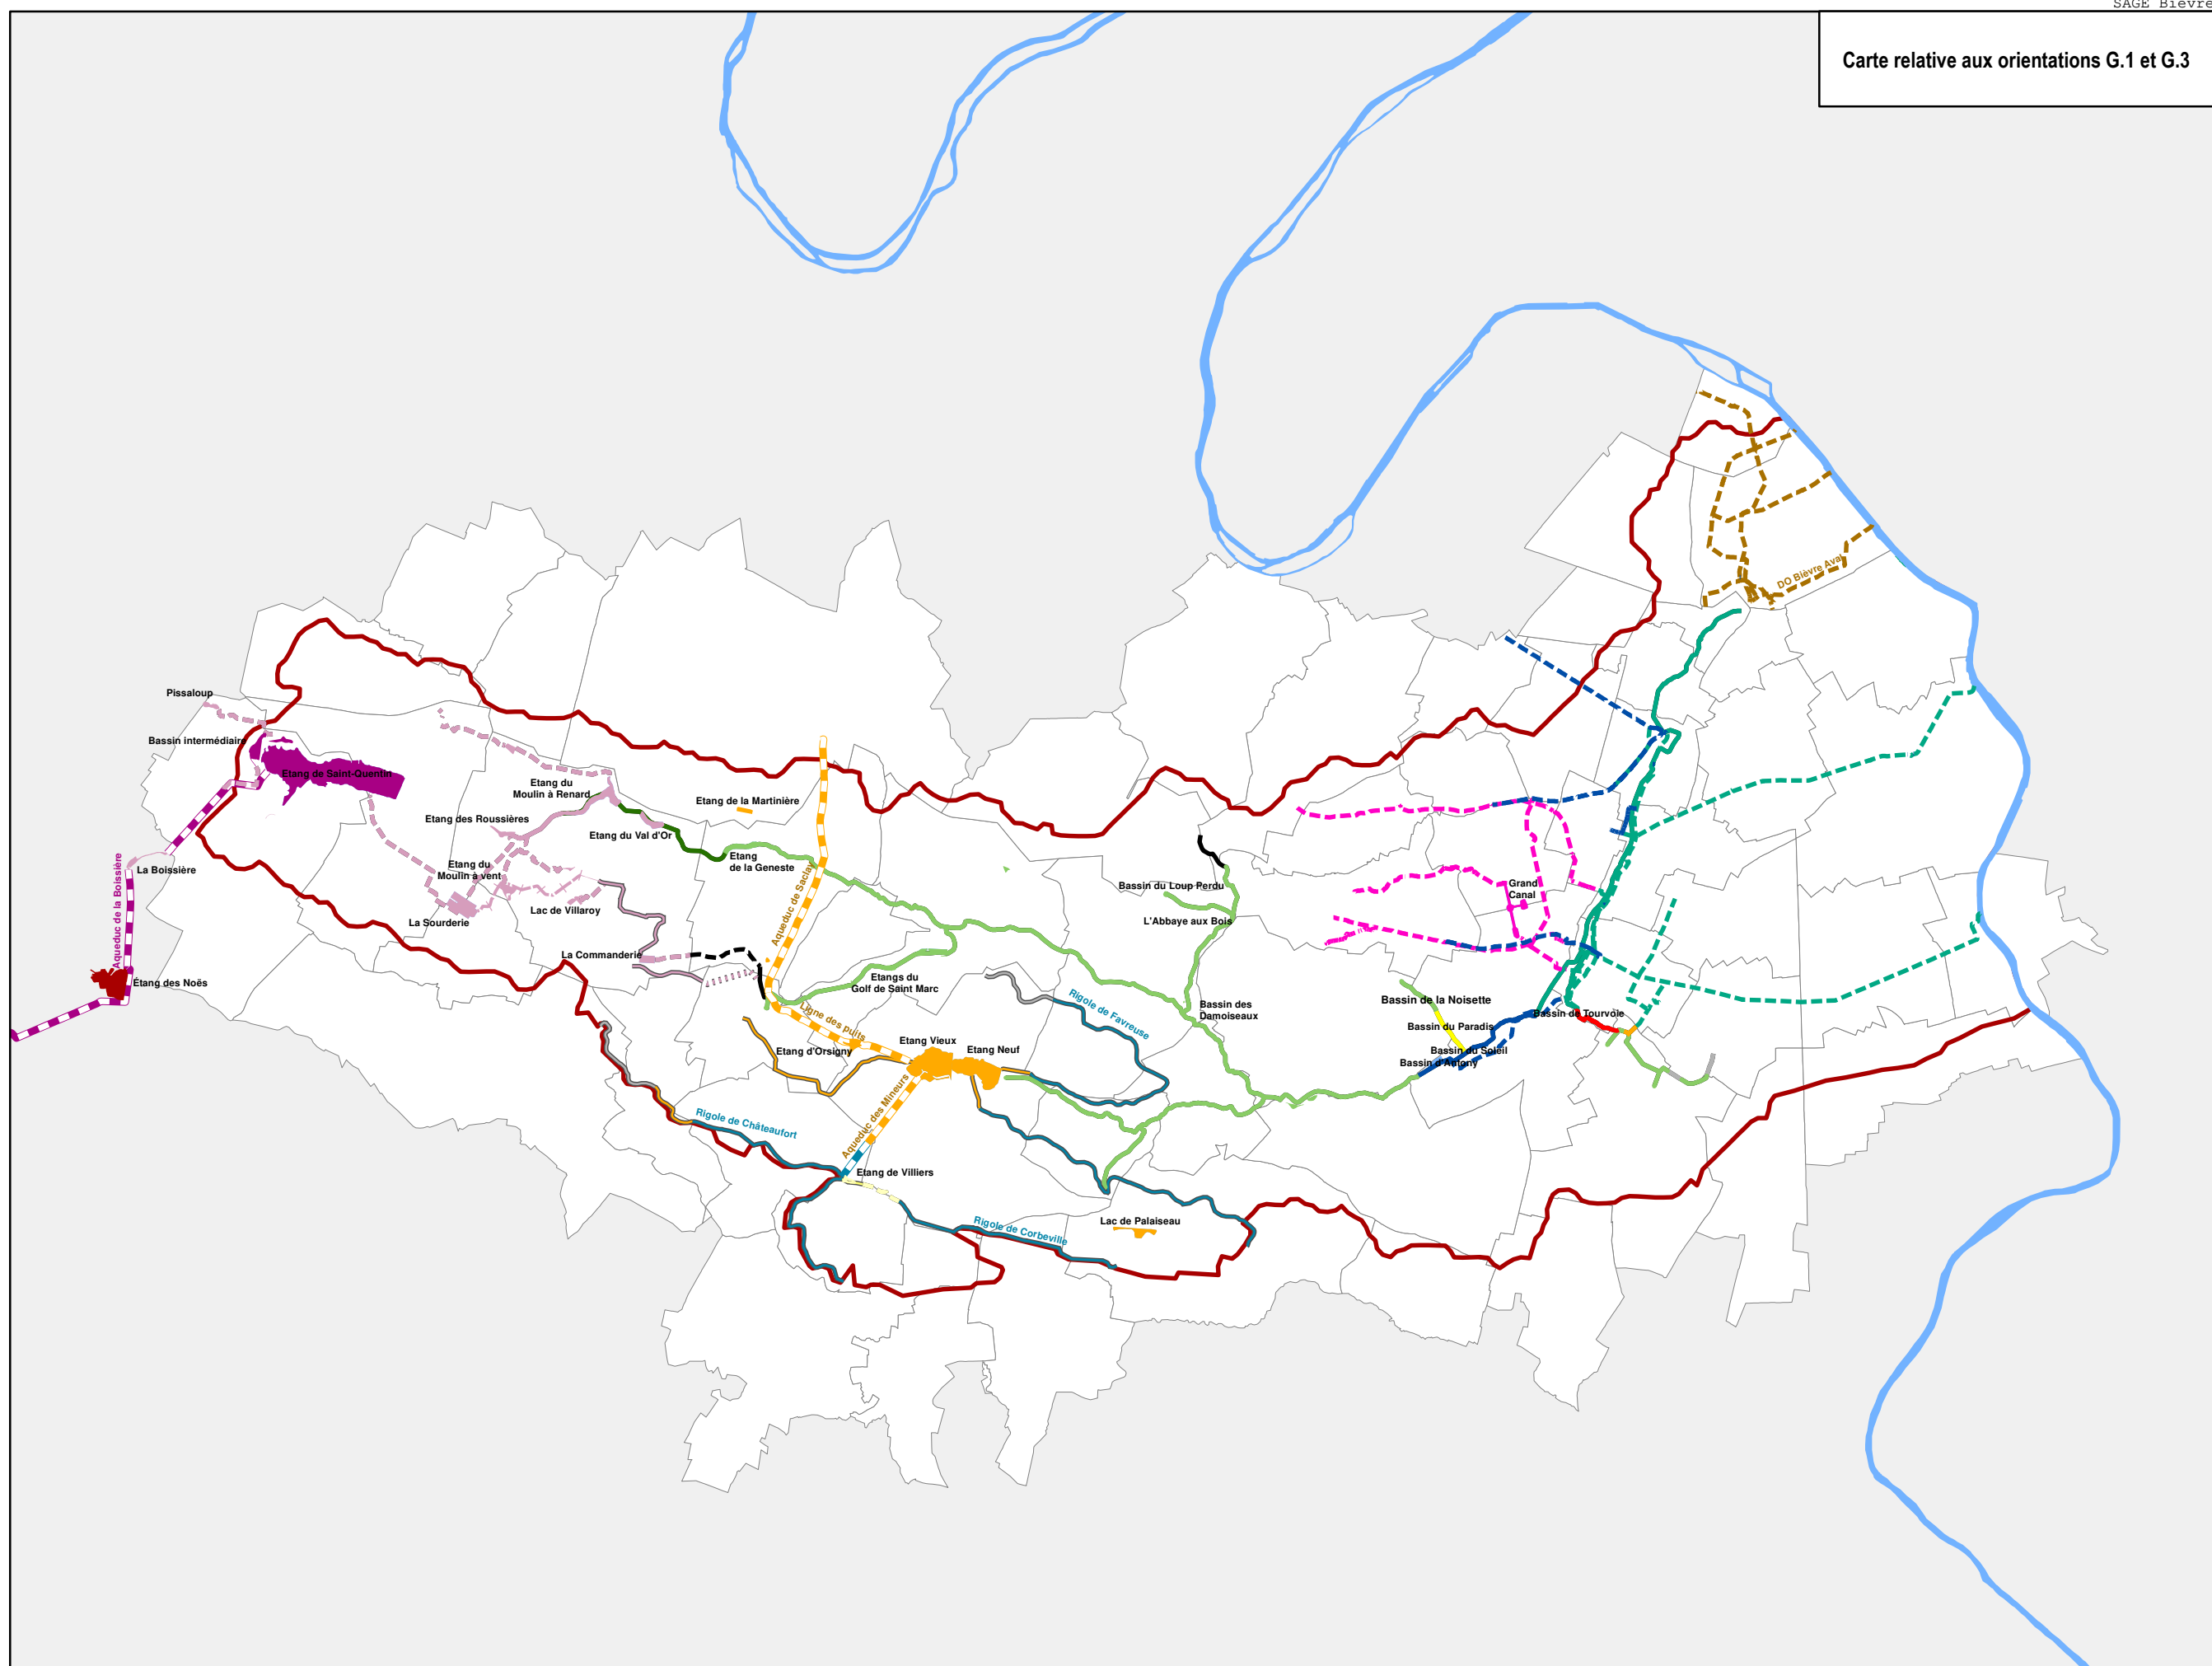 SAGE Bièvre
Carte relative aux orientations G.1 et G.3
DO Bièvre Aval
Pissaloup
Bassin intermédiaire
Etang de Saint-Quentin
Etang du
Moulin à Renard
Etang de la Martinière
Etang des Roussières
Etang du Val d'Or
Etang
de la Geneste
Etang du
Moulin à vent
La Boissière
Aqueduc de la Boissière
Aqueduc de Saclay
Bassin du Loup Perdu
Grand
Canal
La Sourderie
Lac de Villaroy
L'Abbaye aux Bois
La Commanderie
Étang des Noës
Etangs du
Golf de Saint Marc
Rigole de Favreuse
Bassin des
Damoiseaux
Bassin de la Noisette
Bassin de Tourvole
Ligne des puits
Bassin du Paradis
Etang Vieux
Etang Neuf
Etang d'Orsigny
Bassin du Soleil
Bassin d'Antony
Aqueduc des Mineurs
Rigole de Châteaufort
Etang de Villiers
Lac de Palaiseau
Rigole de Corbeville